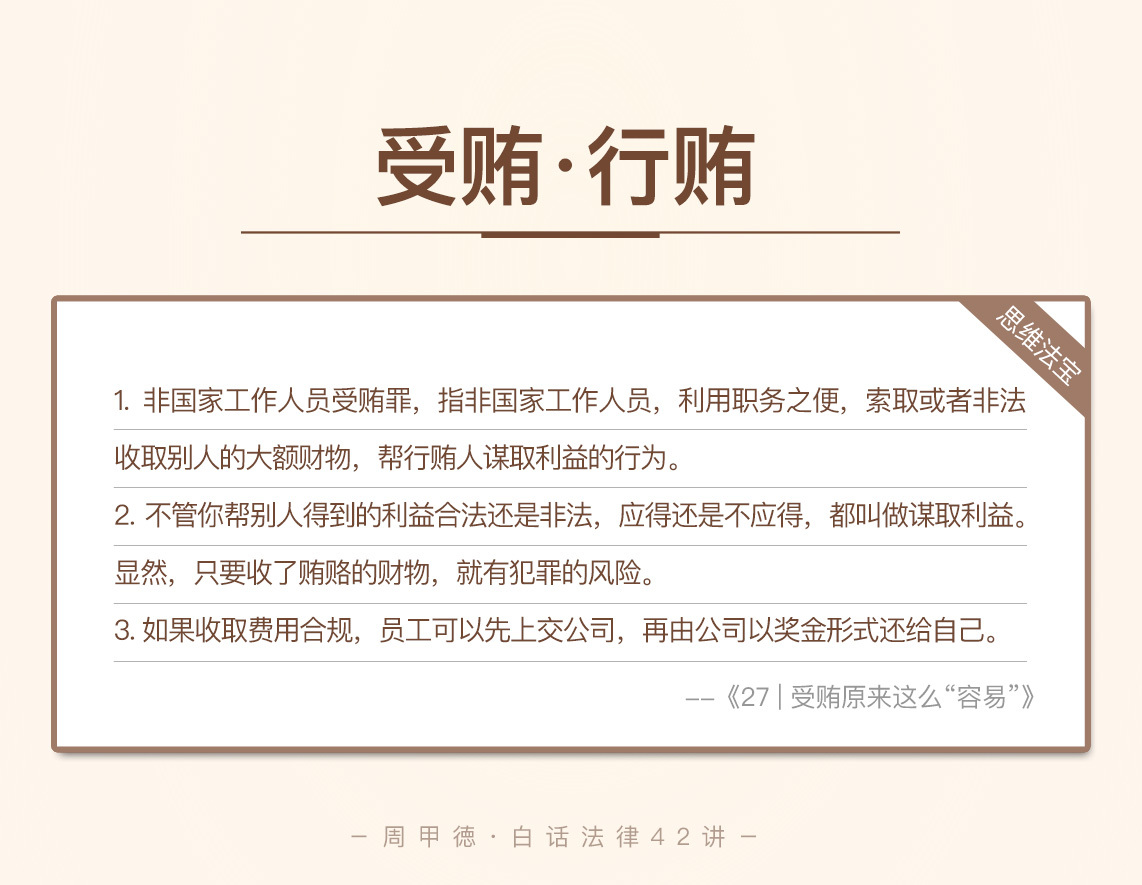 受贿·行贿
思维法宝
1. 非国家工作人员受贿罪，指非国家工作人员，利用职务之便，索取或者非法
收取别人的大额财物，帮行贿人谋取利益的行为。
2. 不管你帮别人得到的利益合法还是非法，应得还是不应得，都叫做谋取利益。
显然，只要收了贿赂的财物，就有犯罪的风险。
3. 如果收取费用合规，员工可以先上交公司，再由公司以奖金形式还给自己。
--《27 | 受贿原来这么“容易”》
- 周甲徳·白话法律42讲 -